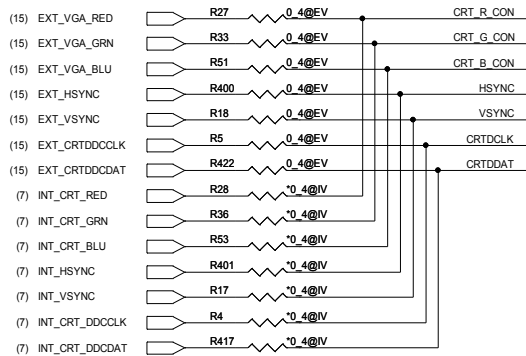 (15) EXT_VGA_RED R27 0_4@EV CRT_R_CON
(15) EXT_VGA_GRN R33 0_4@EV CRT_G_CON
(15) EXT_VGA_BLU R51 0_4@EV CRT_B_CON
(15) EXT_HSYNC R400 0_4@EV HSYNC
(15) EXT_VSYNC R18 0_4@EV VSYNC
(15) EXT_CRTDDCCLK R5 0_4@EV CRTDCLK
(15) EXT_CRTDDCDAT R422 0_4@EV CRTDDAT
(7) INT_CRT_RED R28 *0_4@IV
(7) INT_CRT_GRN R36 *0_4@IV
(7) INT_CRT_BLU R53 *0_4@IV
(7) INT_HSYNC R401 *0_4@IV
(7) INT_VSYNC R17 *0_4@IV
(7) INT_CRT_DDCCLK R4 *0_4@IV
(7) INT_CRT_DDCDAT R417 *0_4@IV